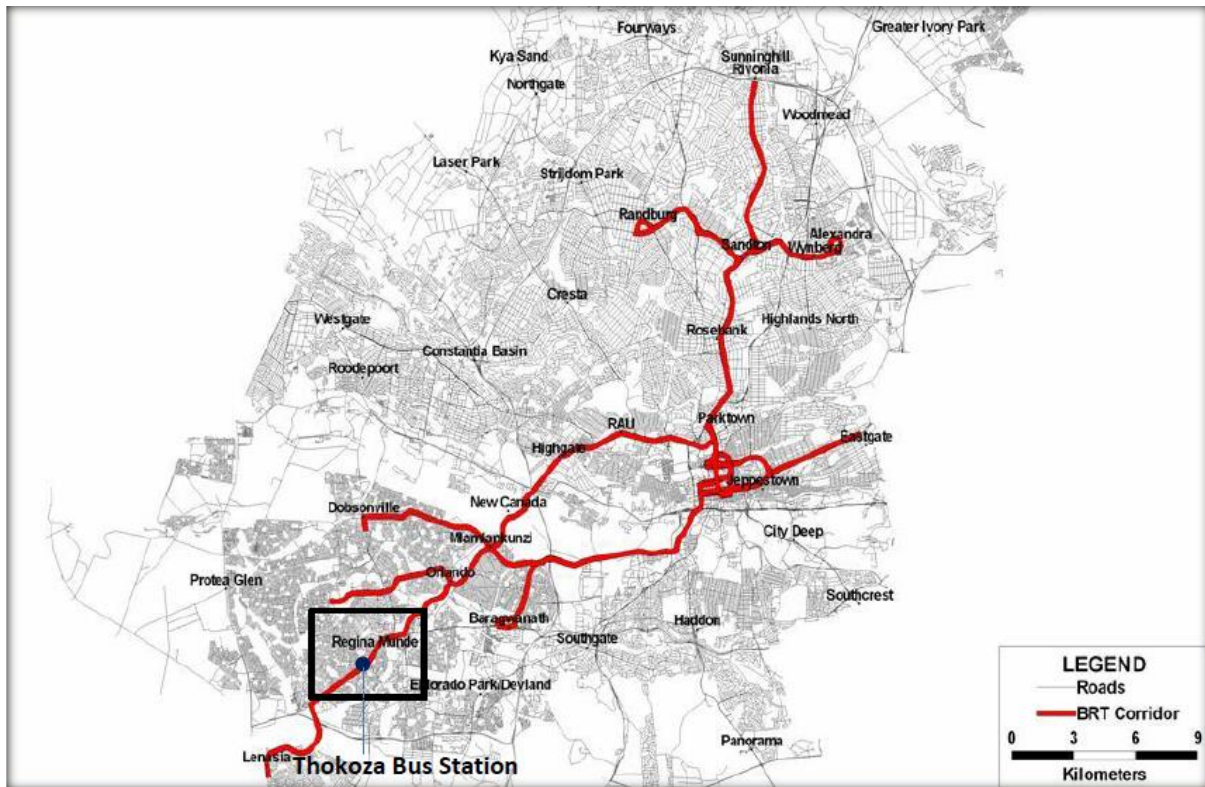 Fourways
Greater Ivory Park
Kya Sand
Sunninghill
Rivonia
Northgate
Woodmead
Laser Park
Strijdom Park
Randburg
Alexandra
Sandton
Wynberg
Cresta
Westgate
Rosebank
Highlands North
Constantia Basin
Roodepoort
Parktown
RAU
Eastgate
Highgate
Jeppestown
New Canada
Dobsonville
City Deep
Mlamlankunzi
Protea Glen
Orlando
Southcrest
Baragwanath
Haddon
Regina Munde
Southgate
Eldorado Park/Devland
Panorama
Lenasia
Thokoza Bus Station
LEGEND
Roads
BRT Corridor
0 3 6 9
Kilometers